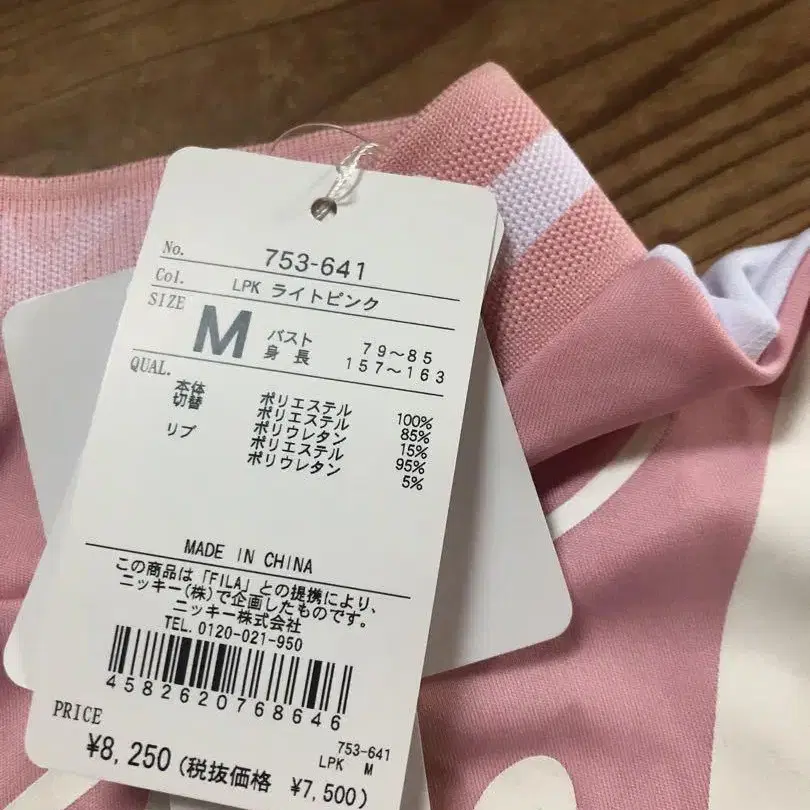 No. 753-641
Col. LPK ライトピンク
SIZE M バスト 79~85
身長 157~163
QUAL.
本体 ポリエステル 100%
切替 ポリエステル 85%
ポリウレタン 15%
リブ ポリエステル 95%
ポリウレタン 5%
MADE IN CHINA
この商品は「FILA」との提携により、
ニッキー(株)で企画したものです。
ニッキー株式会社
TEL. 0120-021-950
4582620768646
PRICE
753-641
LPK M
¥8,250 (税抜価格 ¥7,500)